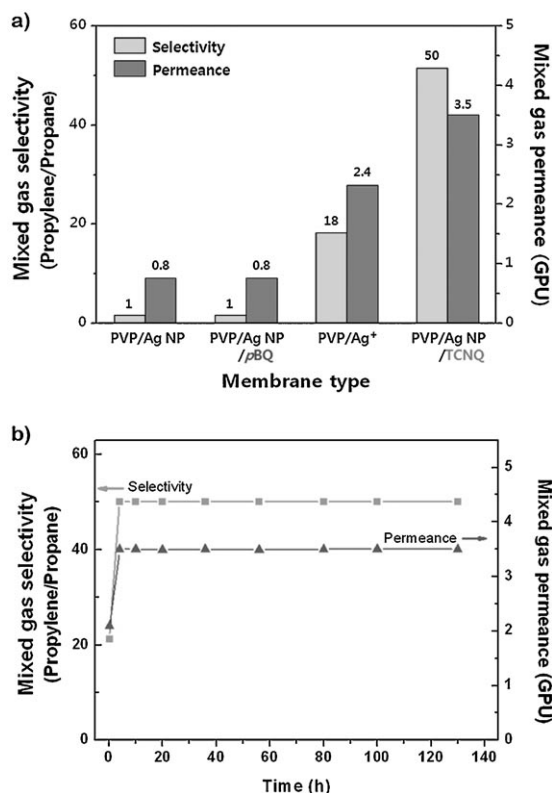 a)
60
40
20
0
Mixed gas selectivity
(Propylene/Propane)
Selectivity
Permeance
1
0.8
1
0.8
18
2.4
50
3.5
5
4
3
2
1
0
Mixed gas permeance
(GPU)
PVP/Ag NP
PVP/Ag NP
/pBQ
PVP/Ag⁺
PVP/Ag NP
/TCNQ
Membrane type
b)
60
40
20
0
Mixed gas selectivity
(Propylene/Propane)
Selectivity
Permeance
5
4
3
2
1
0
Mixed gas permeance
(GPU)
0 20 40 60 80 100 120 140
Time (h)